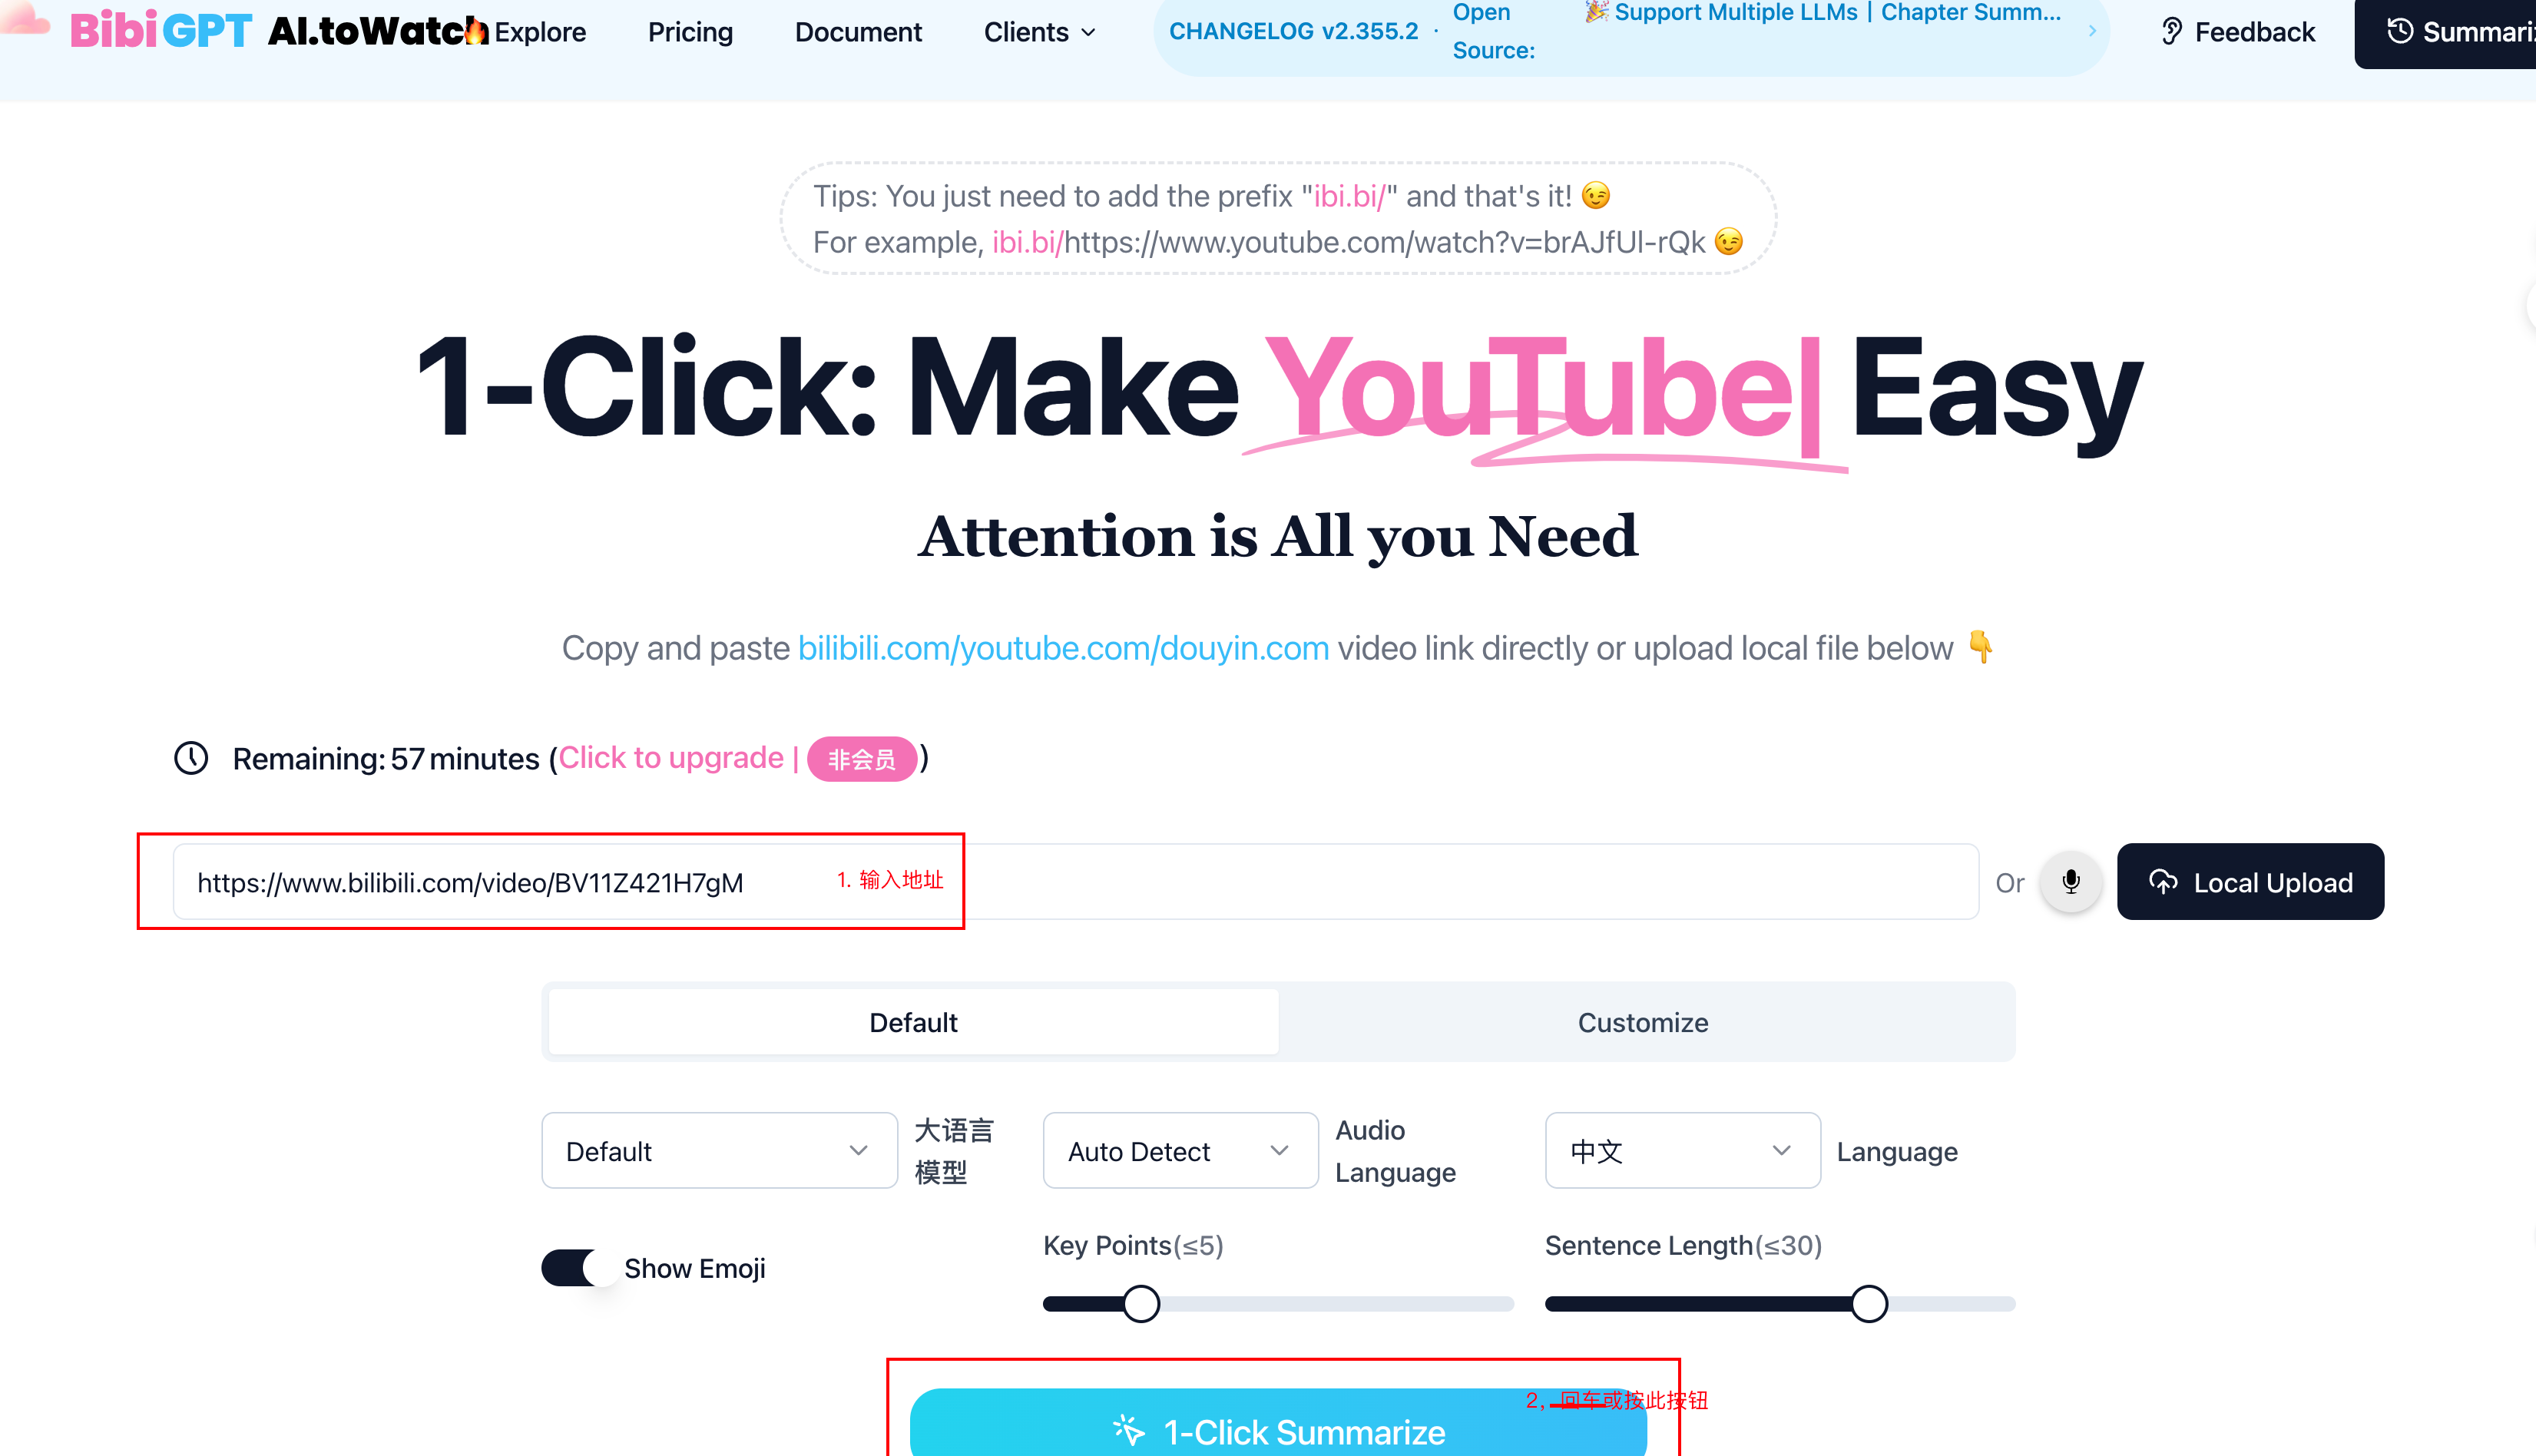 BibiGPT AI.toWatch Explore Pricing Document Clients CHANGELOG v2.355.2 · Open Source: 🎉 Support Multiple LLMs | Chapter Summ... Feedback
Tips: You just need to add the prefix "ibi.bi/" and that's it! 😉
For example, ibi.bi/https://www.youtube.com/watch?v=brAJfUl-rQk 😉
1-Click: Make YouTube| Easy
Attention is All you Need
Copy and paste bilibili.com/youtube.com/douyin.com video link directly or upload local file below 👇
Remaining: 57 minutes (Click to upgrade | 非会员)
https://www.bilibili.com/video/BV11Z421H7gM 1. 输入地址 Or Local Upload
Default Customize
Default 大语言模型 Auto Detect Audio Language 中文 Language
Show Emoji Key Points(≤5) Sentence Length(≤30)
2, 回车或按此按钮
1-Click Summarize